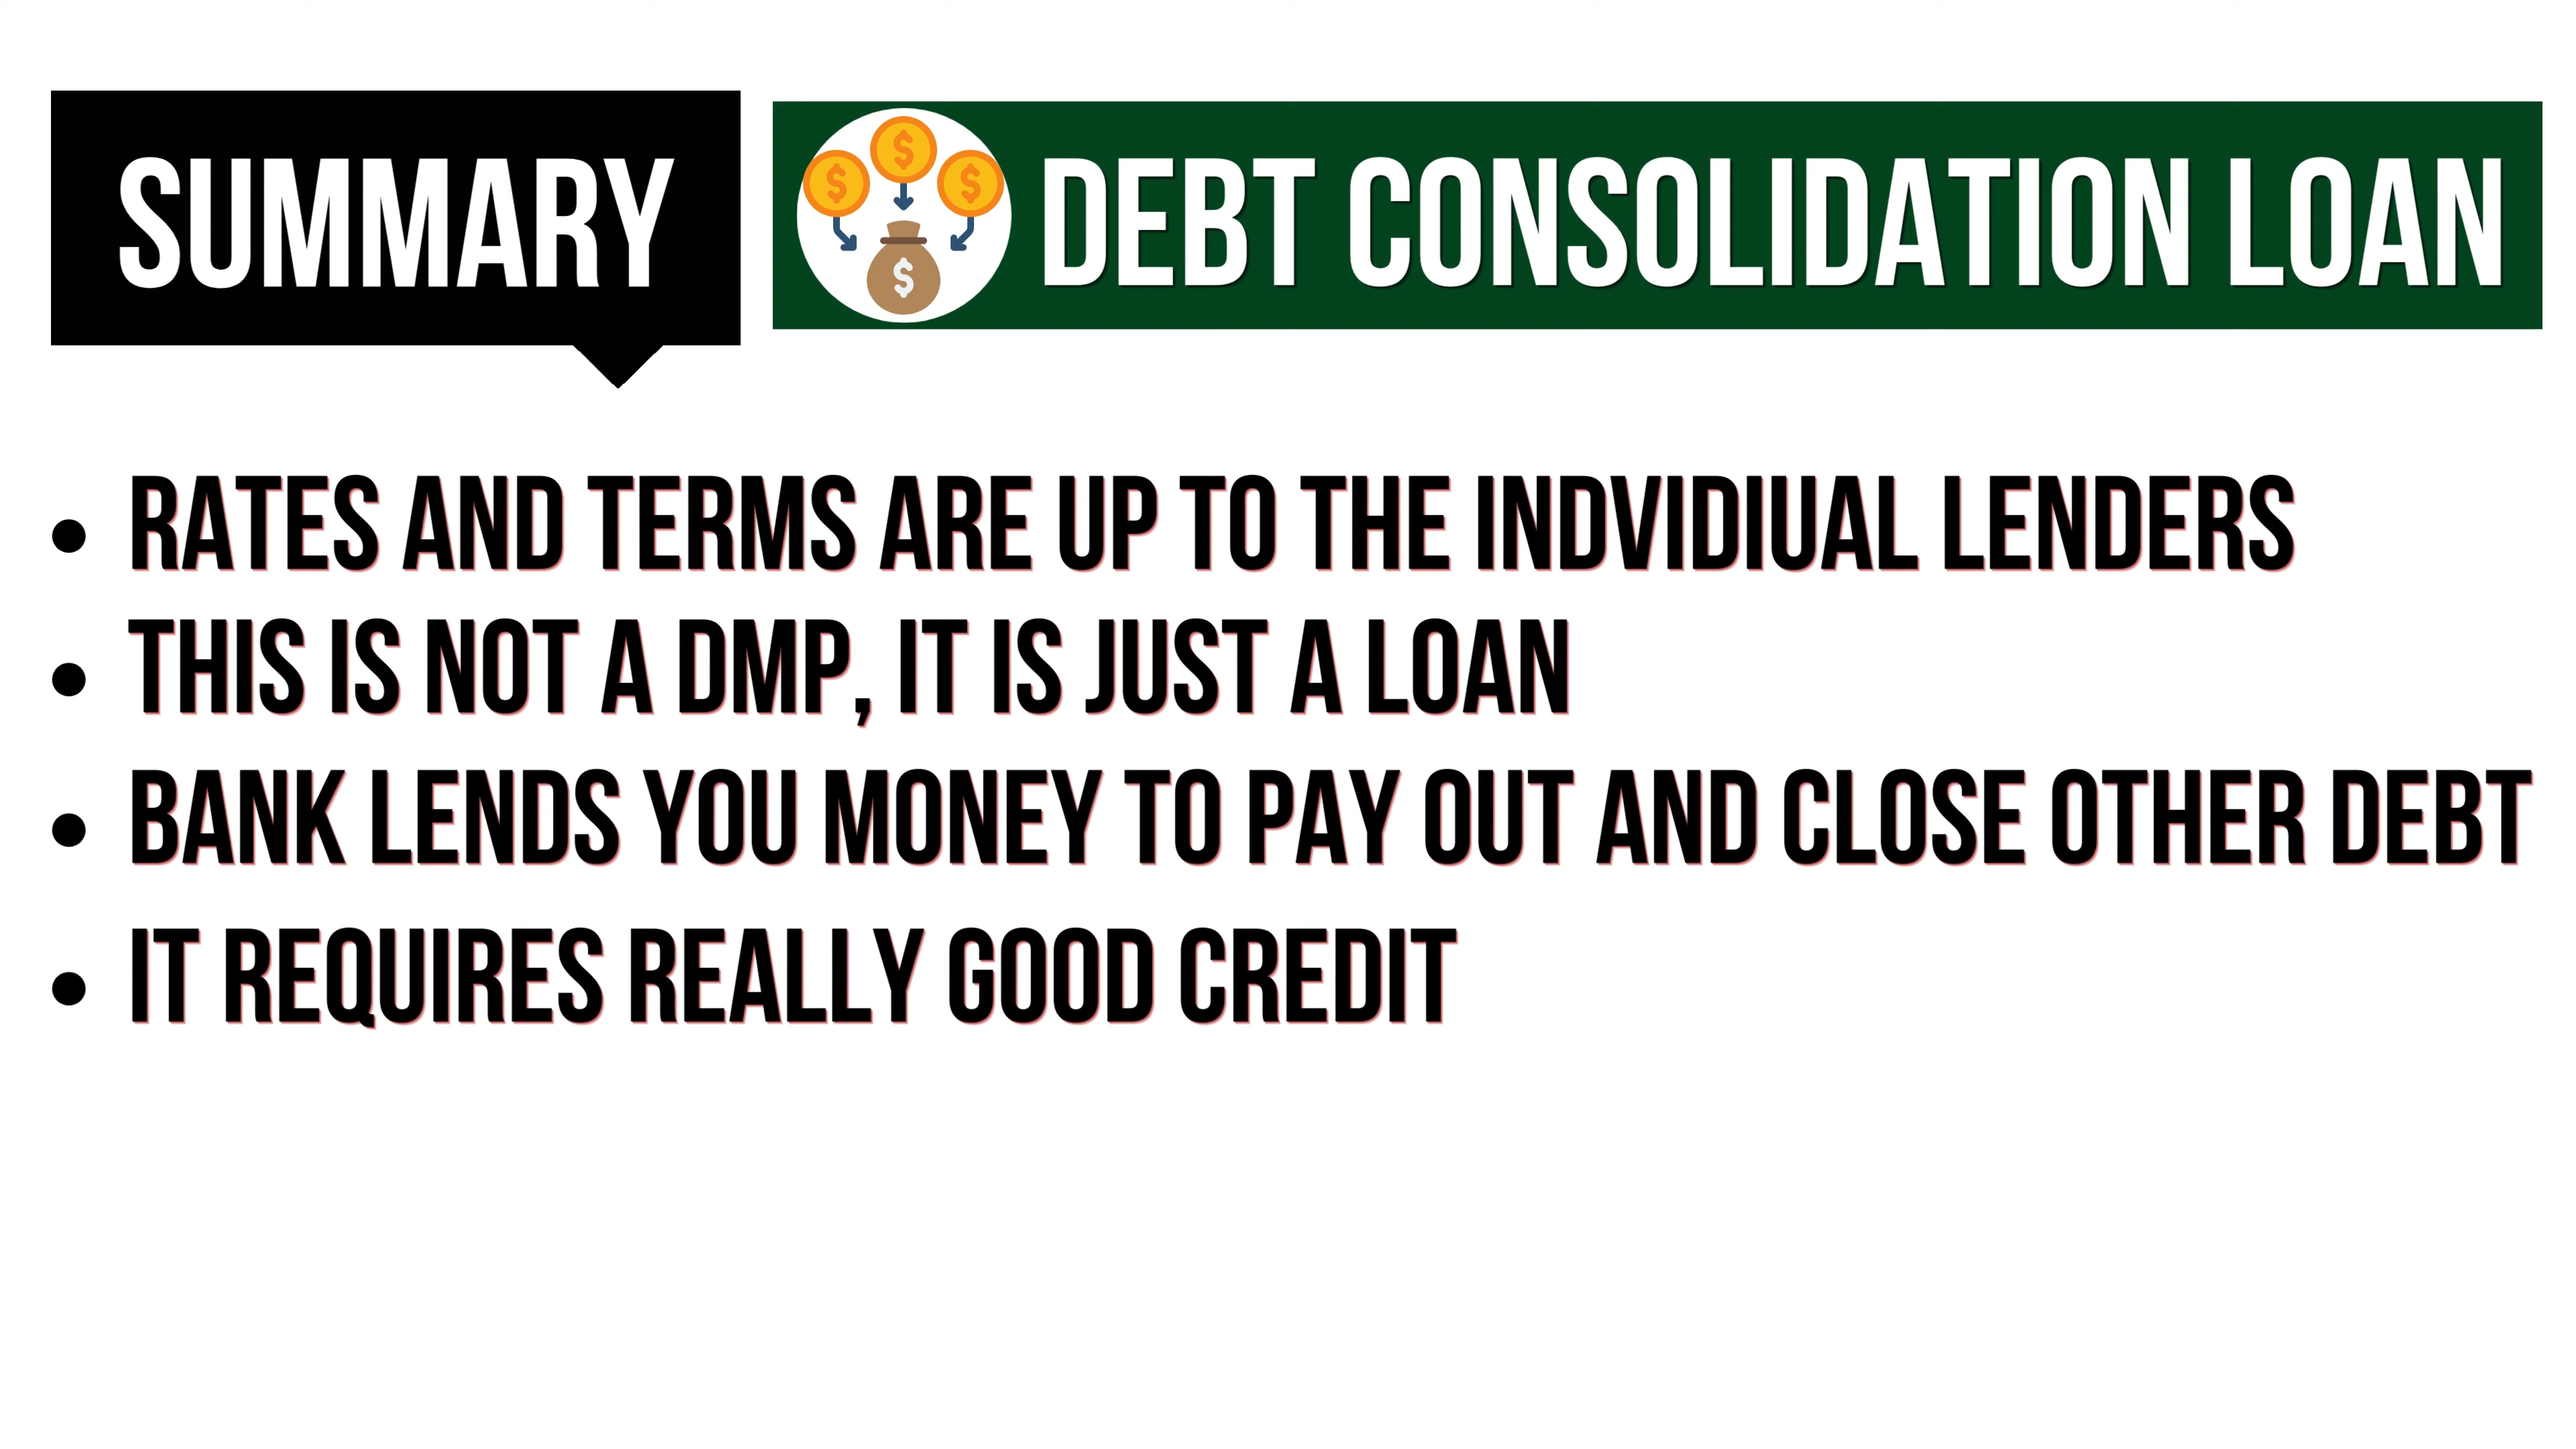 SUMMARY
DEBT CONSOLIDATION LOAN
$ $ $
$
• RATES AND TERMS ARE UP TO THE INDVIDIUAL LENDERS
• THIS IS NOT A DMP, IT IS JUST A LOAN
• BANK LENDS YOU MONEY TO PAY OUT AND CLOSE OTHER DEBT
• IT REQUIRES REALLY GOOD CREDIT